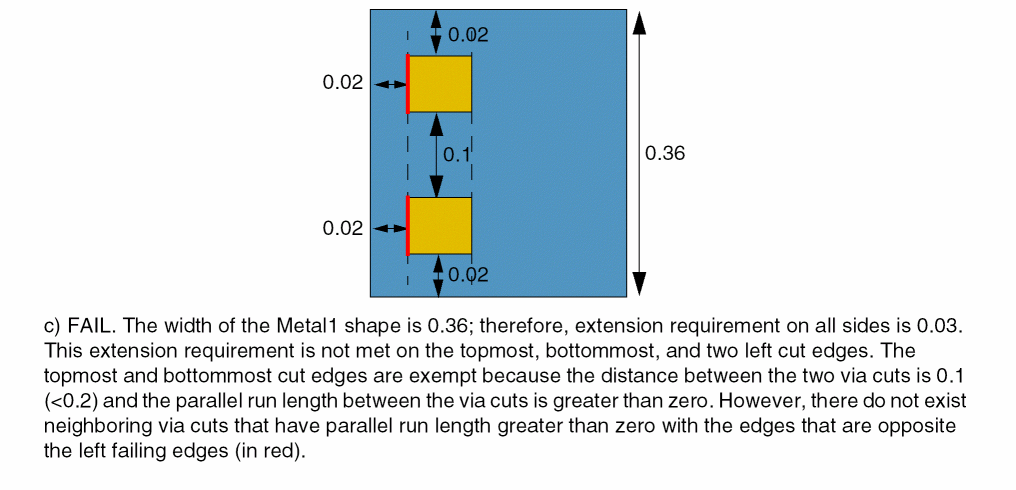 0.02
0.02
0.1
0.36
0.02
0.02
c) FAIL. The width of the Metal1 shape is 0.36; therefore, extension requirement on all sides is 0.03.
This extension requirement is not met on the topmost, bottommost, and two left cut edges. The
topmost and bottommost cut edges are exempt because the distance between the two via cuts is 0.1
(<0.2) and the parallel run length between the via cuts is greater than zero. However, there do not exist
neighboring via cuts that have parallel run length greater than zero with the edges that are opposite
the left failing edges (in red).